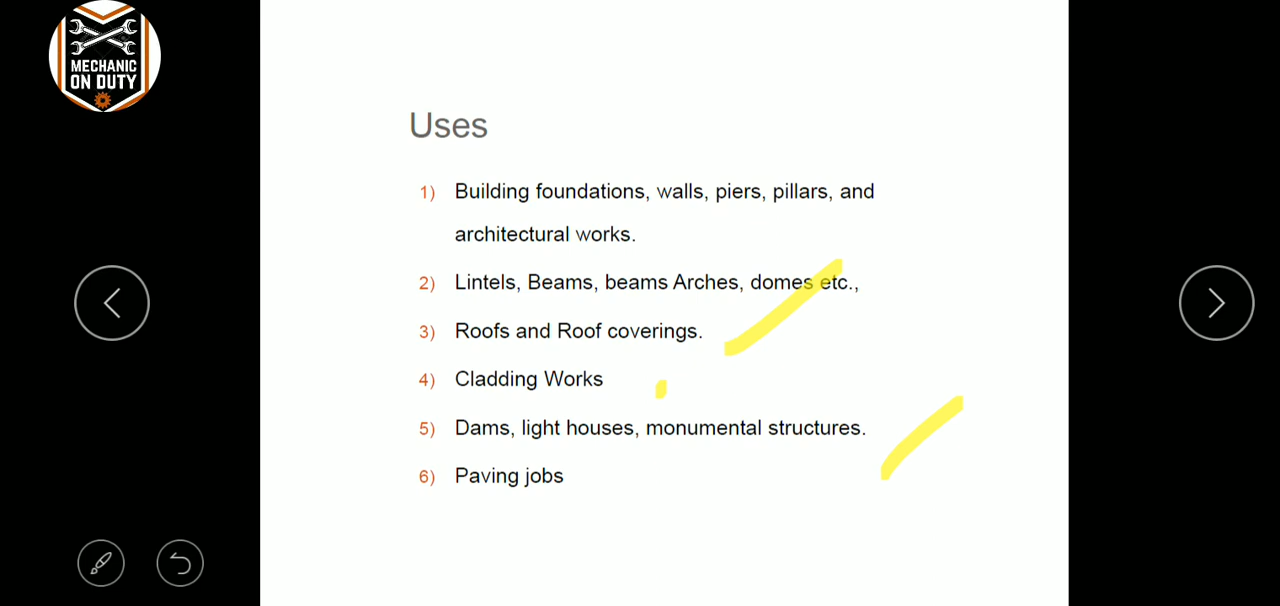 MECHANIC
ON DUTY
Uses
1) Building foundations, walls, piers, pillars, and
architectural works.
2) Lintels, Beams, beams Arches, domes etc.,
3) Roofs and Roof coverings.
4) Cladding Works
5) Dams, light houses, monumental structures.
6) Paving jobs